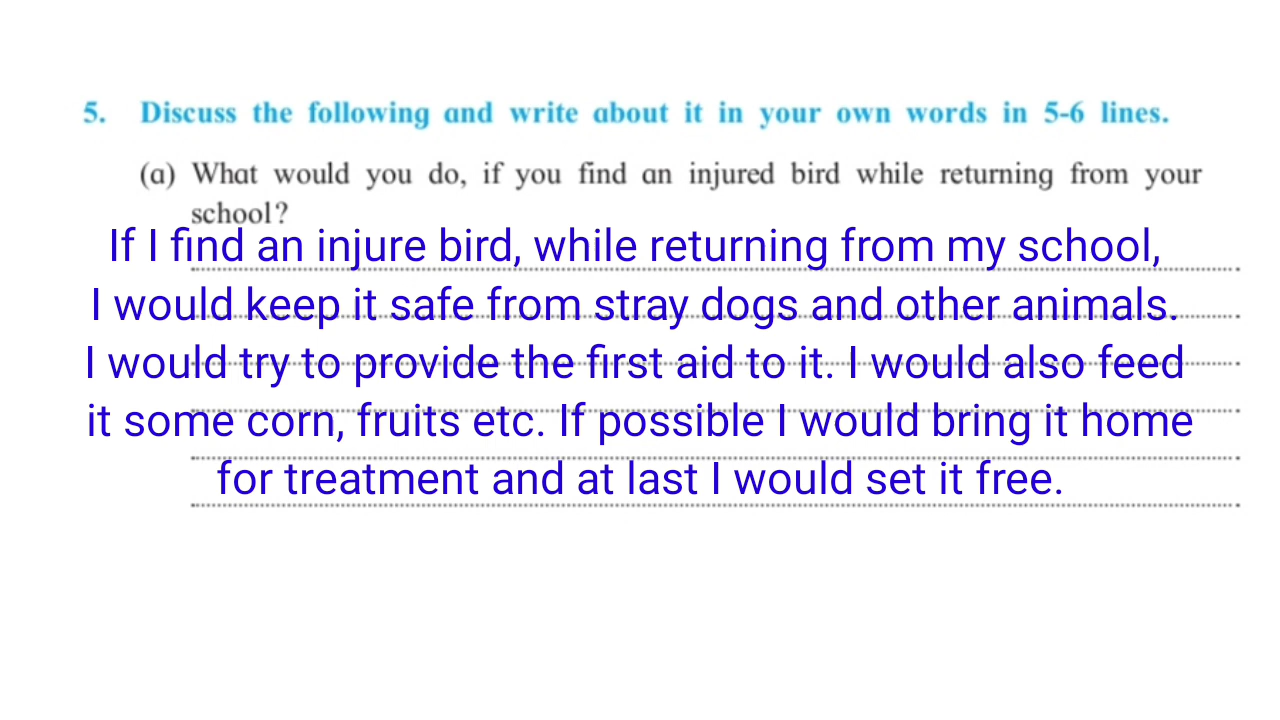 5. Discuss the following and write about it in your own words in 5-6 lines.
(a) What would you do, if you find an injured bird while returning from your
school?
If I find an injure bird, while returning from my school,
I would keep it safe from stray dogs and other animals.
I would try to provide the first aid to it. I would also feed
it some corn, fruits etc. If possible I would bring it home
for treatment and at last I would set it free.